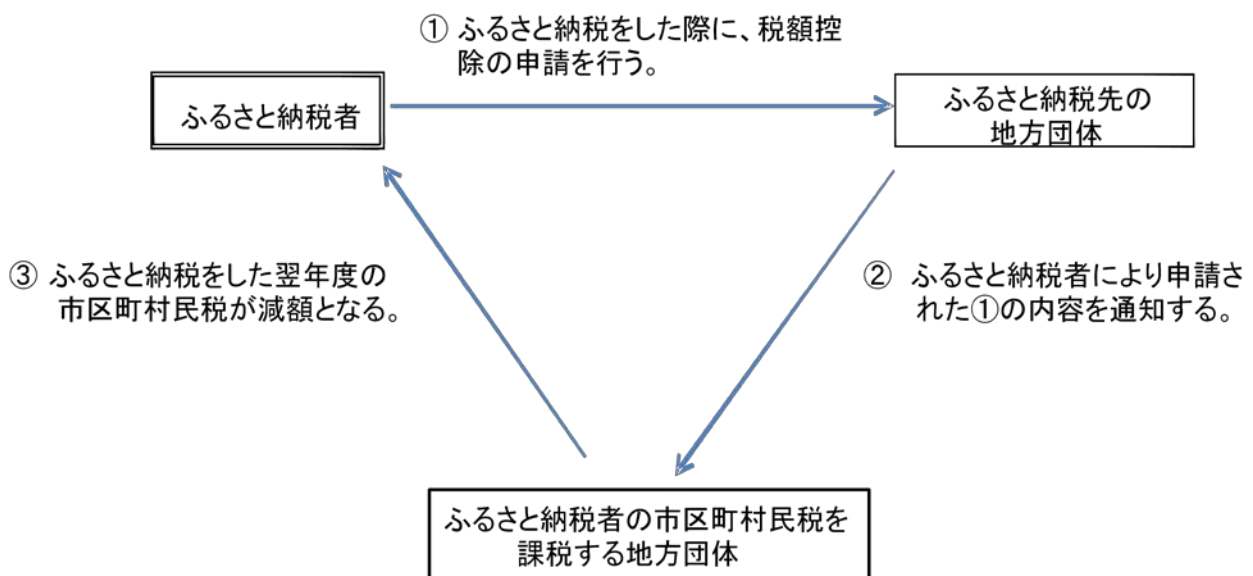 ① ふるさと納税をした際に、税額控
除の申請を行う。
ふるさと納税者
ふるさと納税先の
地方団体
③ ふるさと納税をした翌年度の
市区町村民税が減額となる。
② ふるさと納税者により申請さ
れた①の内容を通知する。
ふるさと納税者の市区町村民税を
課税する地方団体